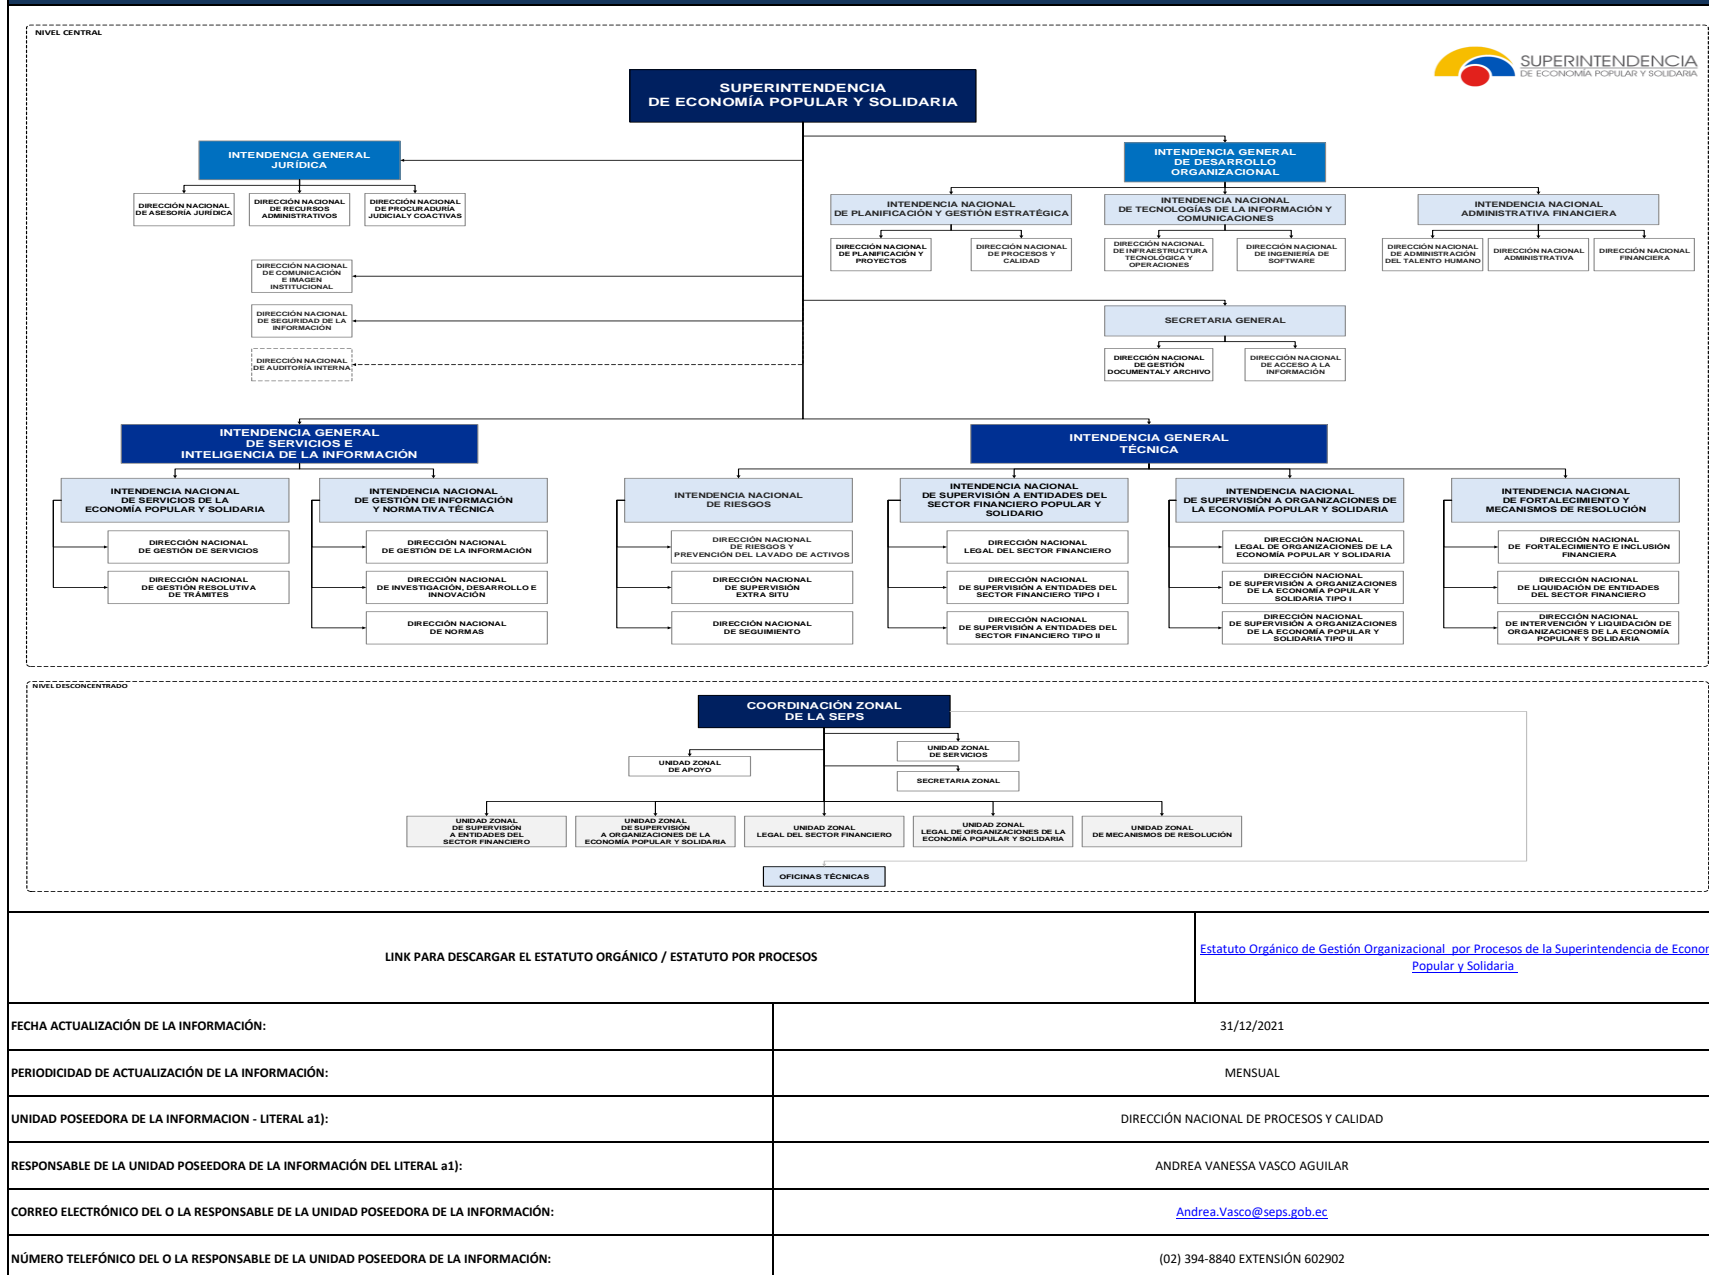 NIVEL CENTRAL
SUPERINTENDENCIA
DE ECONOMÍA POPULAR Y SOLIDARIA
SUPERINTENDENCIA
DE ECONOMÍA POPULAR Y SOLIDARIA
INTENDENCIA GENERAL
JURÍDICA
DIRECCIÓN NACIONAL
DE ASESORÍA JURÍDICA
DIRECCIÓN NACIONAL
DE RECURSOS
ADMINISTRATIVOS
DIRECCIÓN NACIONAL
DE PROCURADURÍA
JUDICIAL Y COACTIVAS
INTENDENCIA GENERAL
DE DESARROLLO
ORGANIZACIONAL
INTENDENCIA NACIONAL
DE PLANIFICACIÓN Y GESTIÓN ESTRATÉGICA
INTENDENCIA NACIONAL
DE TECNOLOGÍAS DE LA INFORMACIÓN Y
COMUNICACIONES
INTENDENCIA NACIONAL
ADMINISTRATIVA FINANCIERA
DIRECCIÓN NACIONAL
DE PLANIFICACIÓN Y
PROYECTOS
DIRECCIÓN NACIONAL
DE PROCESOS Y
CALIDAD
DIRECCIÓN NACIONAL
DE INFRAESTRUCTURA
TECNOLÓGICA Y
OPERACIONES
DIRECCIÓN NACIONAL
DE INGENIERÍA DE
SOFTWARE
DIRECCIÓN NACIONAL
DE ADMINISTRACIÓN
DEL TALENTO HUMANO
DIRECCIÓN NACIONAL
ADMINISTRATIVA
DIRECCIÓN NACIONAL
FINANCIERA
DIRECCIÓN NACIONAL
DE COMUNICACIÓN
E IMAGEN
INSTITUCIONAL
DIRECCIÓN NACIONAL
DE SEGURIDAD DE LA
INFORMACIÓN
DIRECCIÓN NACIONAL
DE AUDITORÍA INTERNA
SECRETARIA GENERAL
DIRECCIÓN NACIONAL
DE GESTIÓN
DOCUMENTAL Y ARCHIVO
DIRECCIÓN NACIONAL
DE ACCESO A LA
INFORMACIÓN
INTENDENCIA GENERAL
DE SERVICIOS E
INTELIGENCIA DE LA INFORMACIÓN
INTENDENCIA GENERAL
TÉCNICA
INTENDENCIA NACIONAL
DE SERVICIOS DE LA
ECONOMÍA POPULAR Y SOLIDARIA
DIRECCIÓN NACIONAL
DE GESTIÓN DE SERVICIOS
DIRECCIÓN NACIONAL
DE GESTIÓN RESOLUTIVA
DE TRÁMITES
INTENDENCIA NACIONAL
DE GESTIÓN DE INFORMACIÓN
Y NORMATIVA TÉCNICA
DIRECCIÓN NACIONAL
DE GESTIÓN DE LA INFORMACIÓN
DIRECCIÓN NACIONAL
DE INVESTIGACIÓN, DESARROLLO E
INNOVACIÓN
DIRECCIÓN NACIONAL
DE NORMAS
INTENDENCIA NACIONAL
DE RIESGOS
DIRECCIÓN NACIONAL
DE RIESGOS Y
PREVENCIÓN DEL LAVADO DE ACTIVOS
DIRECCIÓN NACIONAL
DE SUPERVISIÓN
EXTRA SITU
DIRECCIÓN NACIONAL
DE SEGUIMIENTO
INTENDENCIA NACIONAL
DE SUPERVISIÓN A ENTIDADES DEL
SECTOR FINANCIERO POPULAR Y
SOLIDARIO
DIRECCIÓN NACIONAL
LEGAL DEL SECTOR FINANCIERO
DIRECCIÓN NACIONAL
DE SUPERVISIÓN A ENTIDADES DEL
SECTOR FINANCIERO TIPO I
DIRECCIÓN NACIONAL
DE SUPERVISIÓN A ENTIDADES DEL
SECTOR FINANCIERO TIPO II
INTENDENCIA NACIONAL
DE SUPERVISIÓN A ORGANIZACIONES DE
LA ECONOMÍA POPULAR Y SOLIDARIA
DIRECCIÓN NACIONAL
LEGAL DE ORGANIZACIONES DE LA
ECONOMÍA POPULAR Y SOLIDARIA
DIRECCIÓN NACIONAL
DE SUPERVISIÓN A ORGANIZACIONES
DE LA ECONOMÍA POPULAR Y
SOLIDARIA TIPO I
DIRECCIÓN NACIONAL
DE SUPERVISIÓN A ORGANIZACIONES
DE LA ECONOMÍA POPULAR Y
SOLIDARIA TIPO II
INTENDENCIA NACIONAL
DE FORTALECIMIENTO Y
MECANISMOS DE RESOLUCIÓN
DIRECCIÓN NACIONAL
DE FORTALECIMIENTO E INCLUSIÓN
FINANCIERA
DIRECCIÓN NACIONAL
DE LIQUIDACIÓN DE ENTIDADES
DEL SECTOR FINANCIERO
DIRECCIÓN NACIONAL
DE INTERVENCIÓN Y LIQUIDACIÓN DE
ORGANIZACIONES DE LA ECONOMÍA
POPULAR Y SOLIDARIA
NIVEL DESCONCENTRADO
COORDINACIÓN ZONAL
DE LA SEPS
UNIDAD ZONAL
DE SERVICIOS
UNIDAD ZONAL
DE APOYO
SECRETARIA ZONAL
UNIDAD ZONAL
DE SUPERVISIÓN
A ENTIDADES DEL
SECTOR FINANCIERO
UNIDAD ZONAL
DE SUPERVISIÓN
A ORGANIZACIONES DE LA
ECONOMÍA POPULAR Y SOLIDARIA
UNIDAD ZONAL
LEGAL DEL SECTOR FINANCIERO
UNIDAD ZONAL
LEGAL DE ORGANIZACIONES DE LA
ECONOMÍA POPULAR Y SOLIDARIA
UNIDAD ZONAL
DE MECANISMOS DE RESOLUCIÓN
OFICINAS TÉCNICAS
LINK PARA DESCARGAR EL ESTATUTO ORGÁNICO / ESTATUTO POR PROCESOS
Estatuto Orgánico de Gestión Organizacional por Procesos de la Superintendencia de Econo
Popular y Solidaria
FECHA ACTUALIZACIÓN DE LA INFORMACIÓN:
31/12/2021
PERIODICIDAD DE ACTUALIZACIÓN DE LA INFORMACIÓN:
MENSUAL
UNIDAD POSEEDORA DE LA INFORMACION - LITERAL a1):
DIRECCIÓN NACIONAL DE PROCESOS Y CALIDAD
RESPONSABLE DE LA UNIDAD POSEEDORA DE LA INFORMACIÓN DEL LITERAL a1):
ANDREA VANESSA VASCO AGUILAR
CORREO ELECTRÓNICO DEL O LA RESPONSABLE DE LA UNIDAD POSEEDORA DE LA INFORMACIÓN:
Andrea.Vasco@seps.gob.ec
NÚMERO TELEFÓNICO DEL O LA RESPONSABLE DE LA UNIDAD POSEEDORA DE LA INFORMACIÓN:
(02) 394-8840 EXTENSIÓN 602902